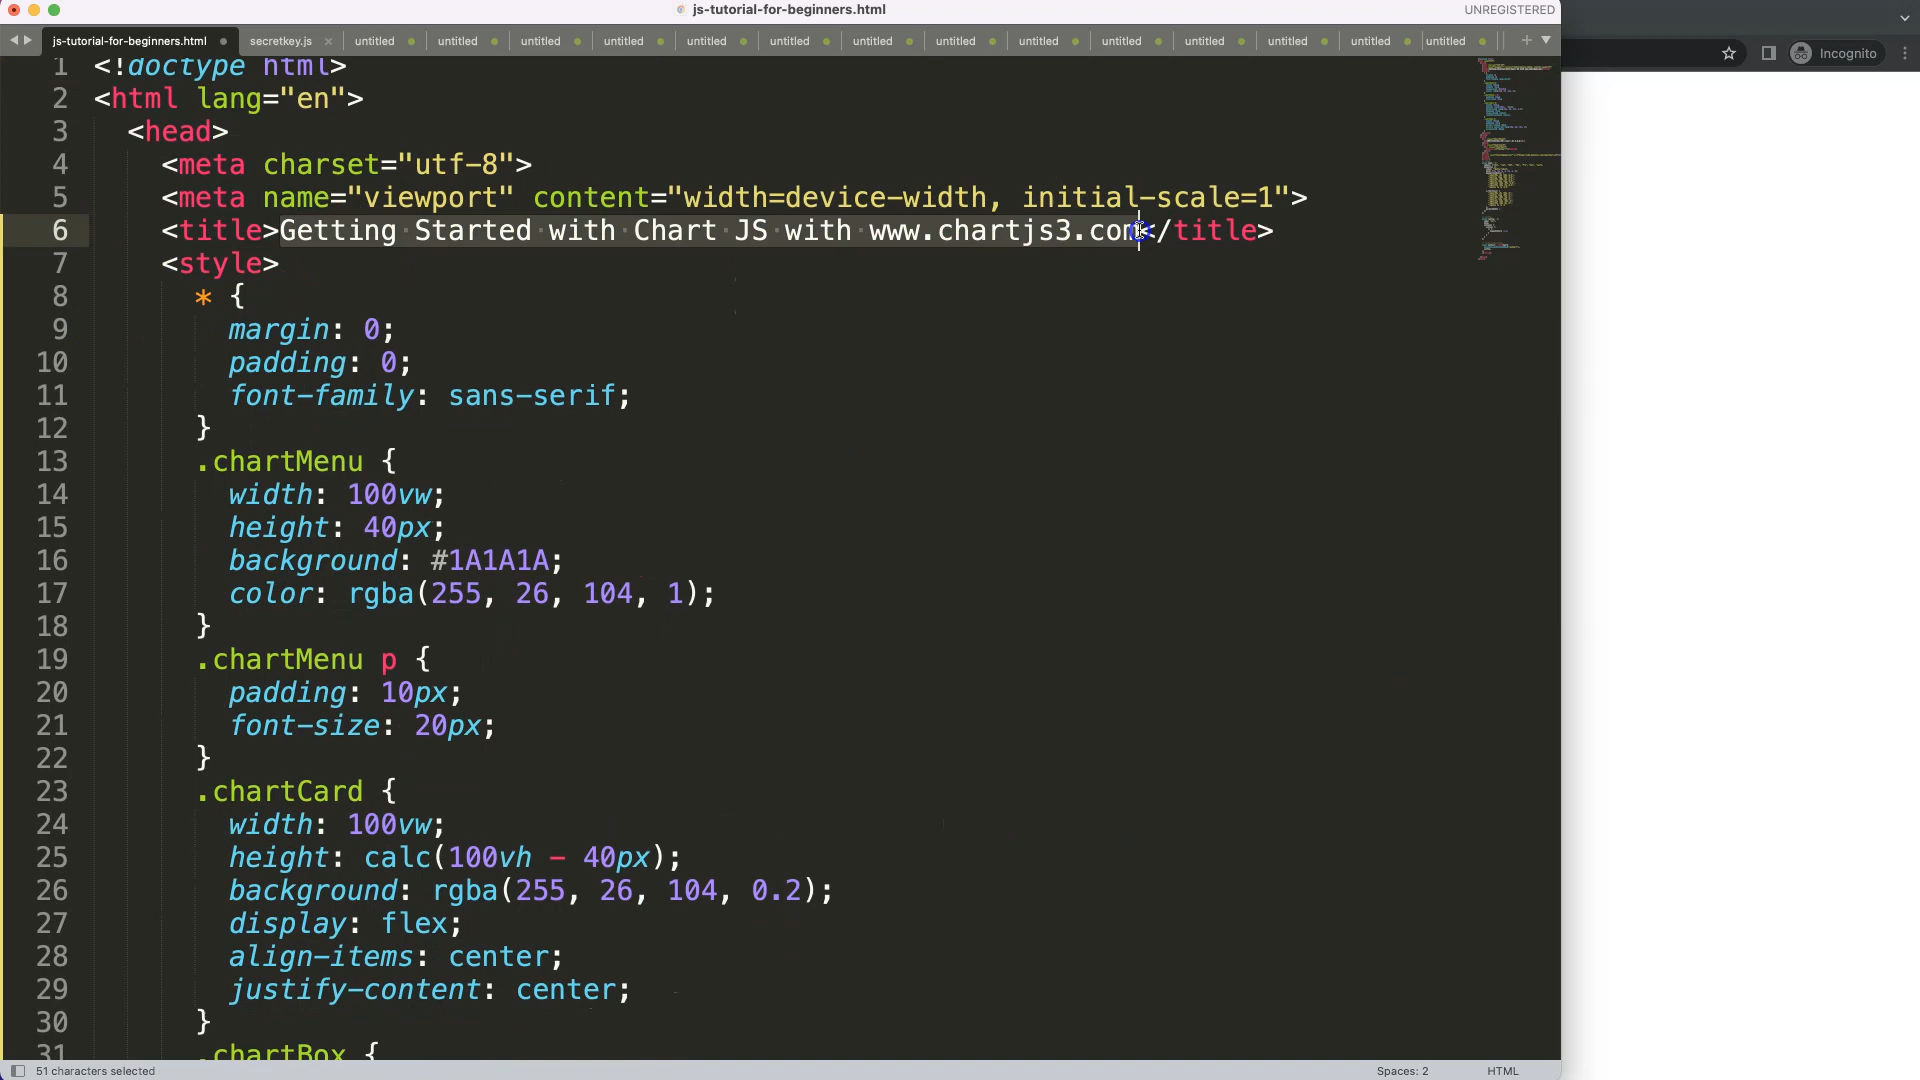 js-tutorial-for-beginners.html
UNREGISTERED
js-tutorial-for-beginners.html secretkey.js untitled untitled untitled untitled untitled untitled untitled untitled untitled untitled untitled untitled untitled untitled
Incognito
1 <!doctype html>
2 <html lang="en">
3 <head>
4 <meta charset="utf-8">
5 <meta name="viewport" content="width=device-width, initial-scale=1">
6 <title>Getting Started with Chart JS with www.chartjs3.com</title>
7 <style>
8 * {
9 margin: 0;
10 padding: 0;
11 font-family: sans-serif;
12 }
13 .chartMenu {
14 width: 100vw;
15 height: 40px;
16 background: #1A1A1A;
17 color: rgba(255, 26, 104, 1);
18 }
19 .chartMenu p {
20 padding: 10px;
21 font-size: 20px;
22 }
23 .chartCard {
24 width: 100vw;
25 height: calc(100vh - 40px);
26 background: rgba(255, 26, 104, 0.2);
27 display: flex;
28 align-items: center;
29 justify-content: center;
30 }
31 .chartBox {
51 characters selected
Spaces: 2
HTML